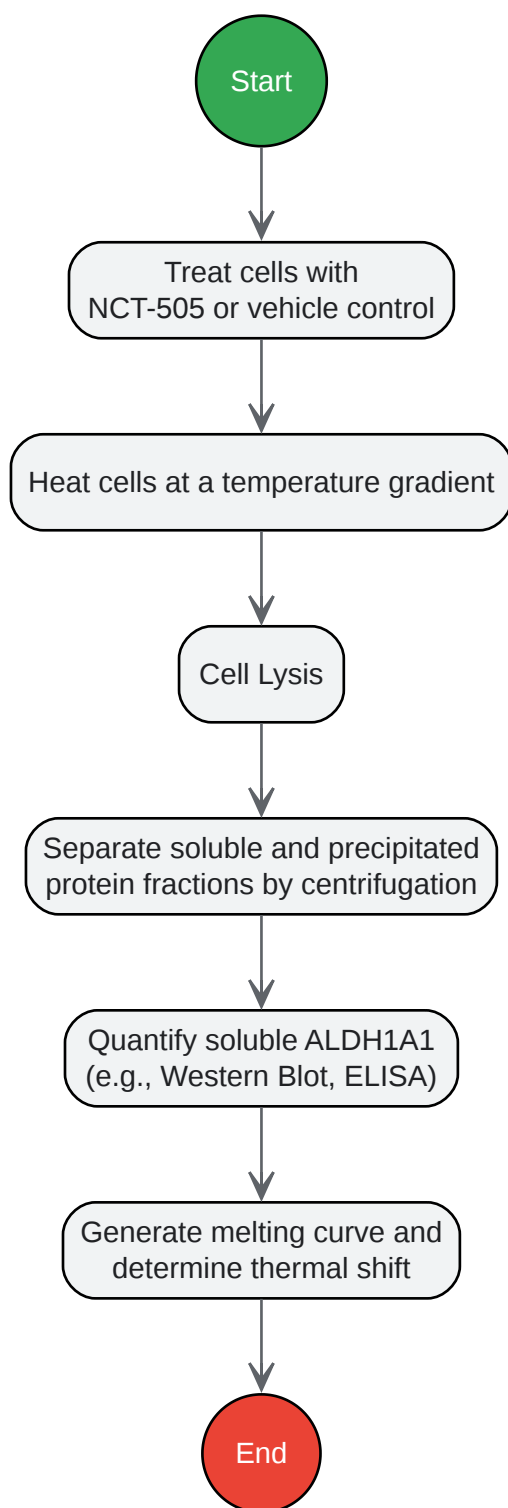 Start
Treat cells with
NCT-505 or vehicle control
Heat cells at a temperature gradient
Cell Lysis
Separate soluble and precipitated
protein fractions by centrifugation
Quantify soluble ALDH1A1
(e.g., Western Blot, ELISA)
Generate melting curve and
determine thermal shift
End